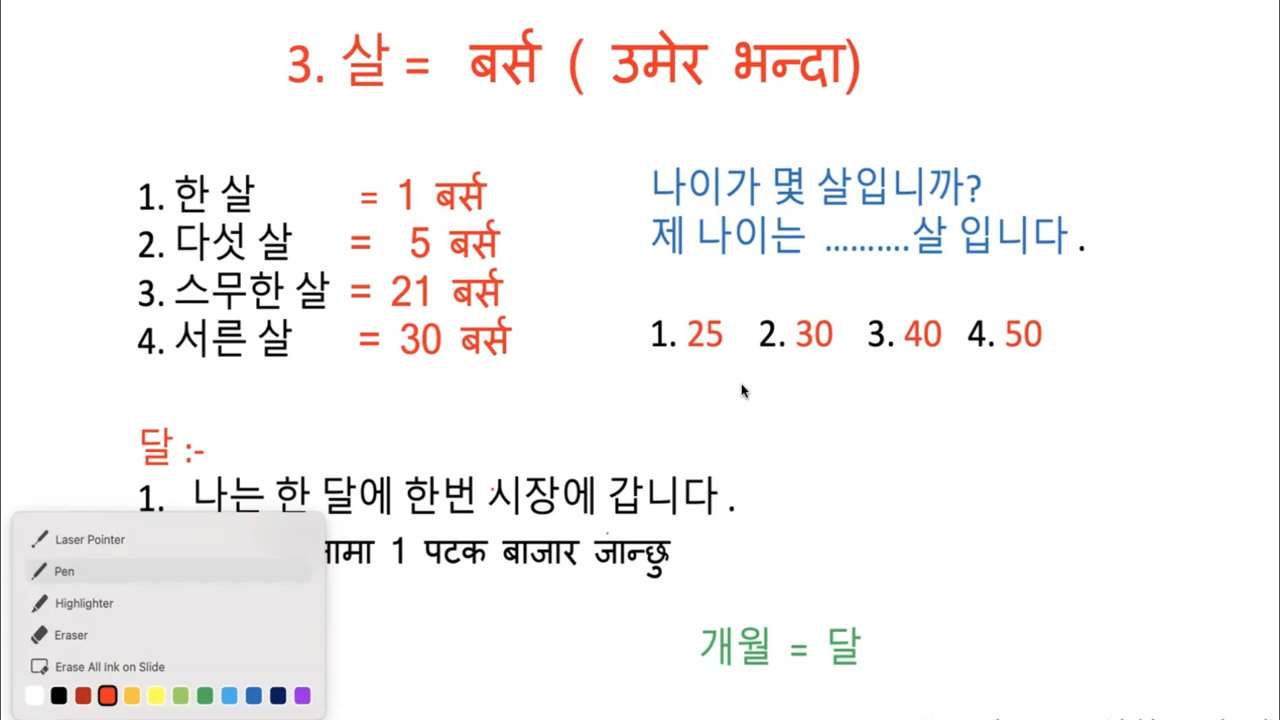 3. 살 = बर्स ( उमेर भन्दा)
1. 한 살 = 1 बर्स
2. 다섯 살 = 5 बर्स
3. 스무한 살 = 21 बर्स
4. 서른 살 = 30 बर्स
나이가 몇 살입니까?
제 나이는 ……….살 입니다 .
1. 25 2. 30 3. 40 4. 50
달 :-
1. 나는 한 달에 한번 시장에 갑니다 .
1 पटक बाजार जान्छु
개월 = 달
Laser Pointer
Pen
Highlighter
Eraser
Erase All Ink on Slide